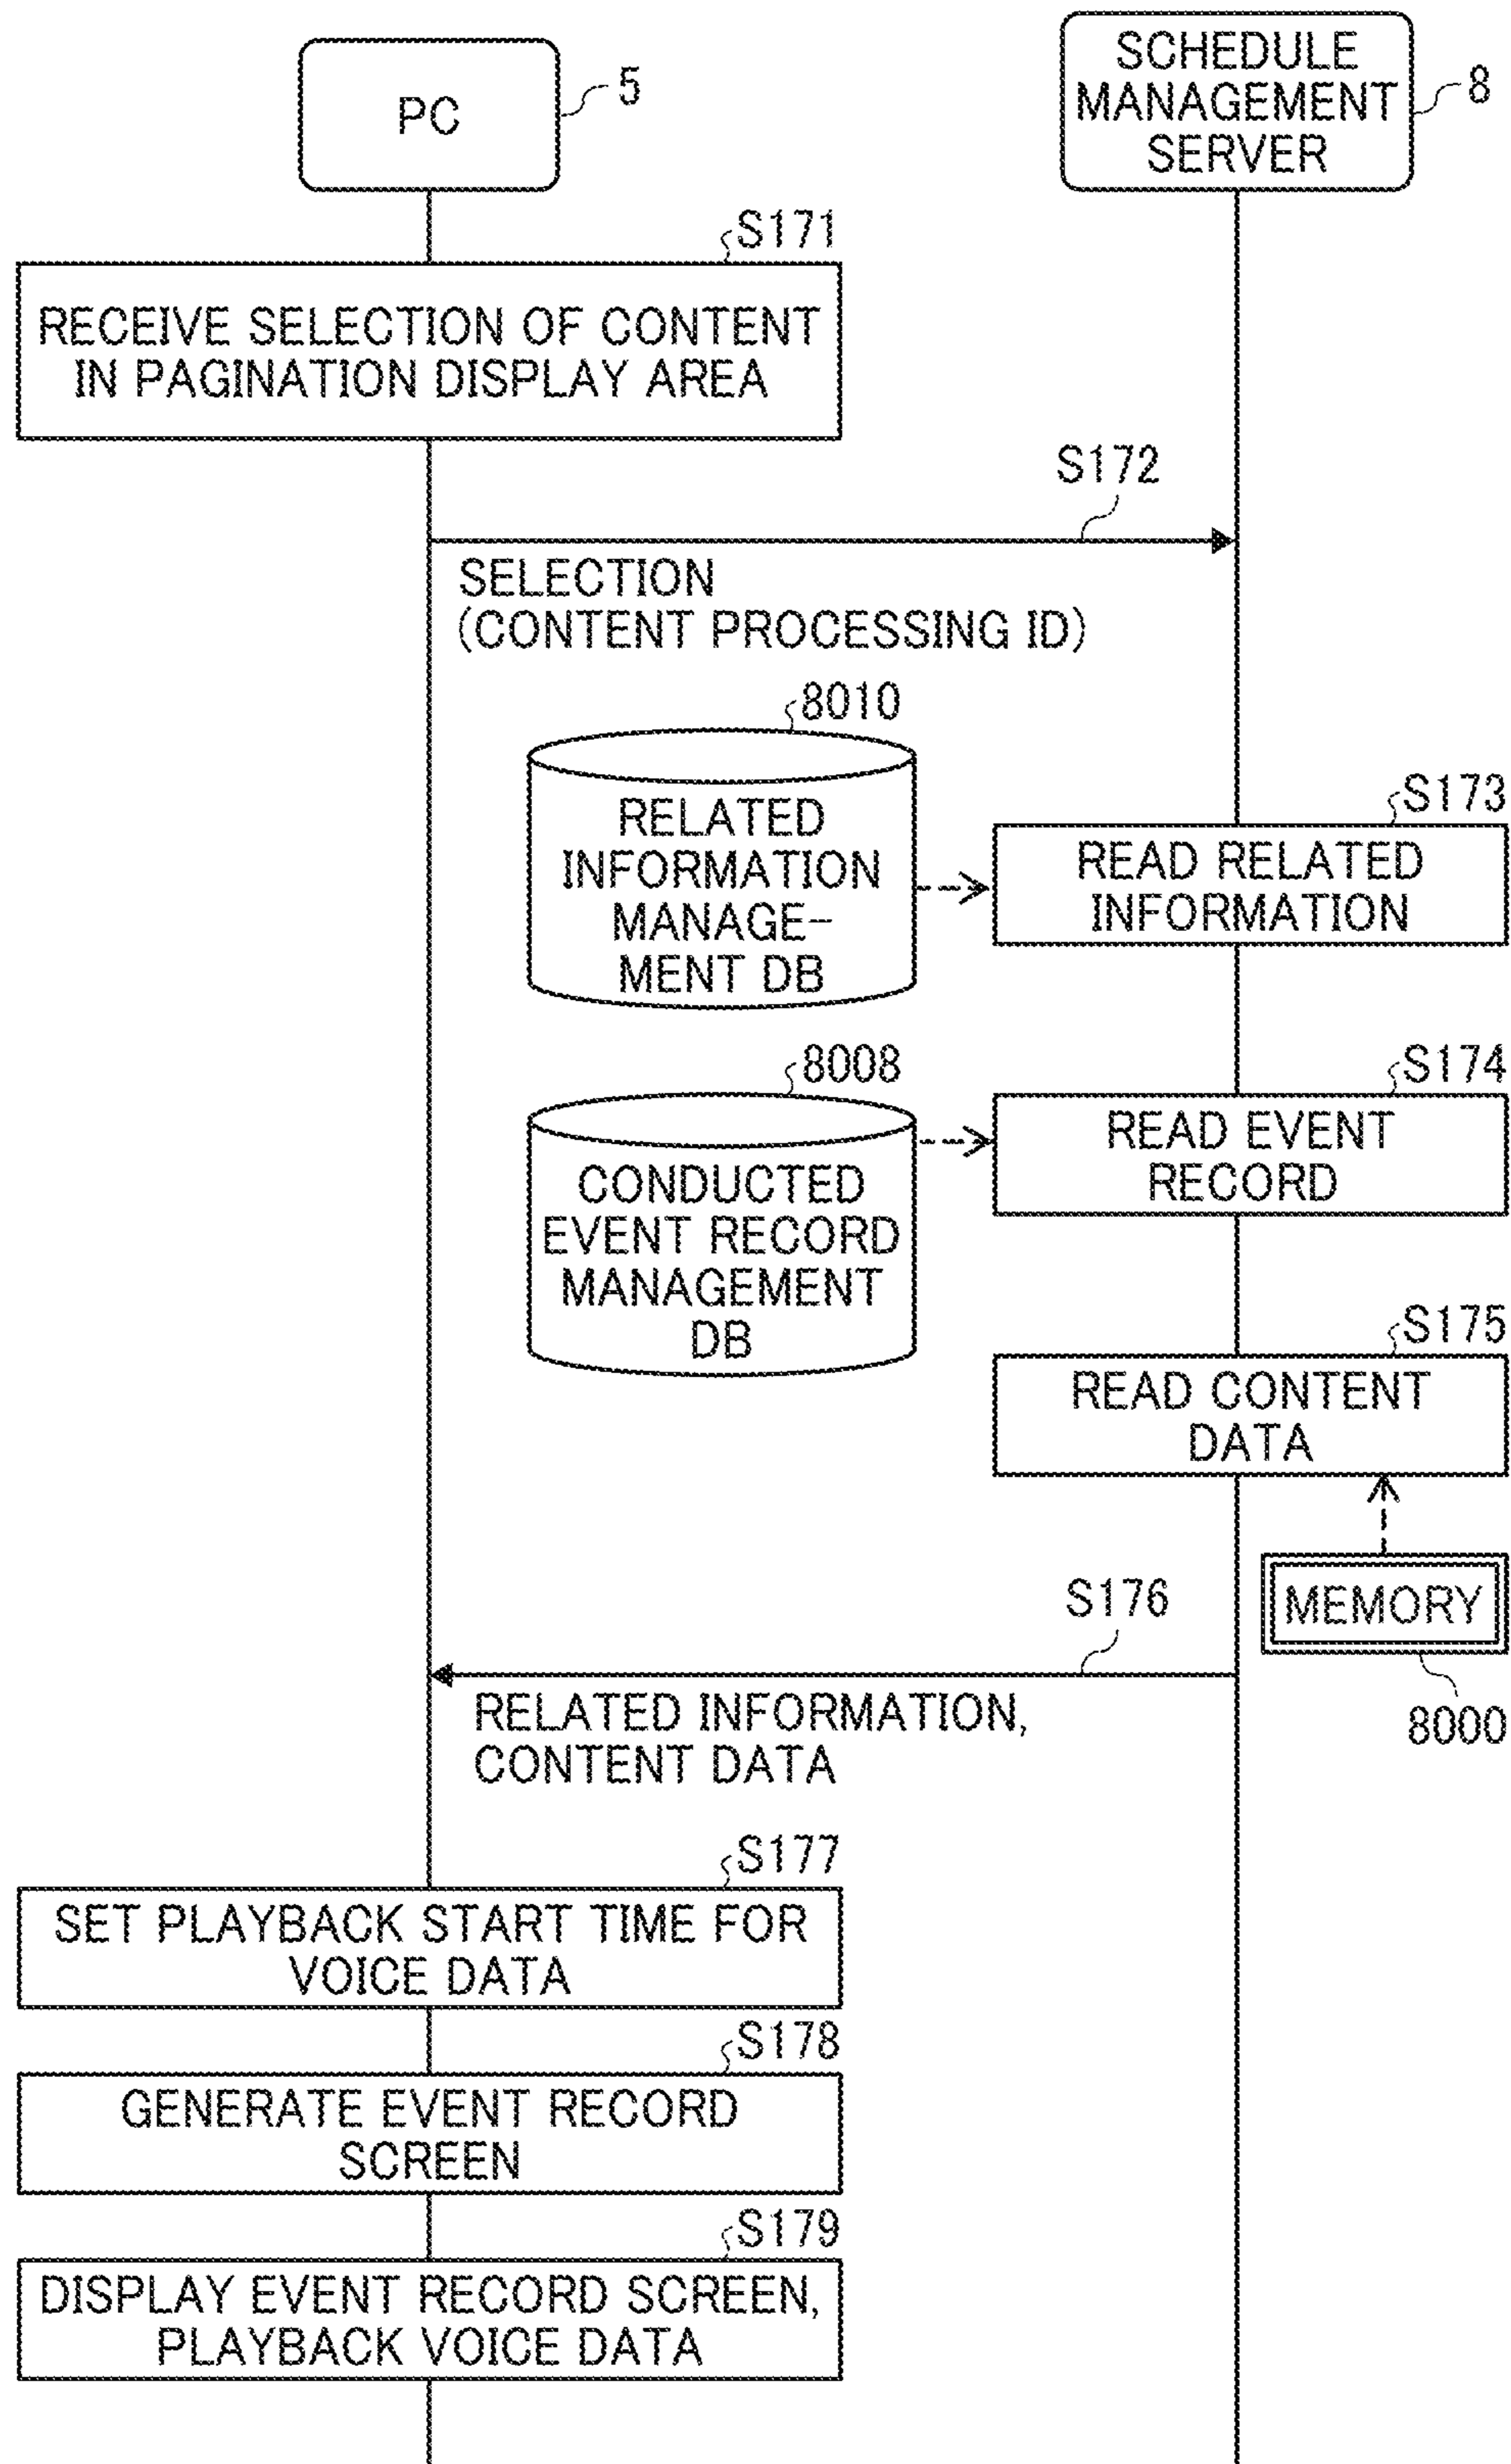 PC
5
SCHEDULE
MANAGEMENT
SERVER
8
S171
RECEIVE SELECTION OF CONTENT
IN PAGINATION DISPLAY AREA
S172
SELECTION
(CONTENT PROCESSING ID)
8010
RELATED
INFORMATION
MANAGE-
MENT DB
S173
READ RELATED
INFORMATION
8008
CONDUCTED
EVENT RECORD
MANAGEMENT
DB
S174
READ EVENT
RECORD
S175
READ CONTENT
DATA
MEMORY
8000
S176
RELATED INFORMATION,
CONTENT DATA
S177
SET PLAYBACK START TIME FOR
VOICE DATA
S178
GENERATE EVENT RECORD
SCREEN
S179
DISPLAY EVENT RECORD SCREEN,
PLAYBACK VOICE DATA